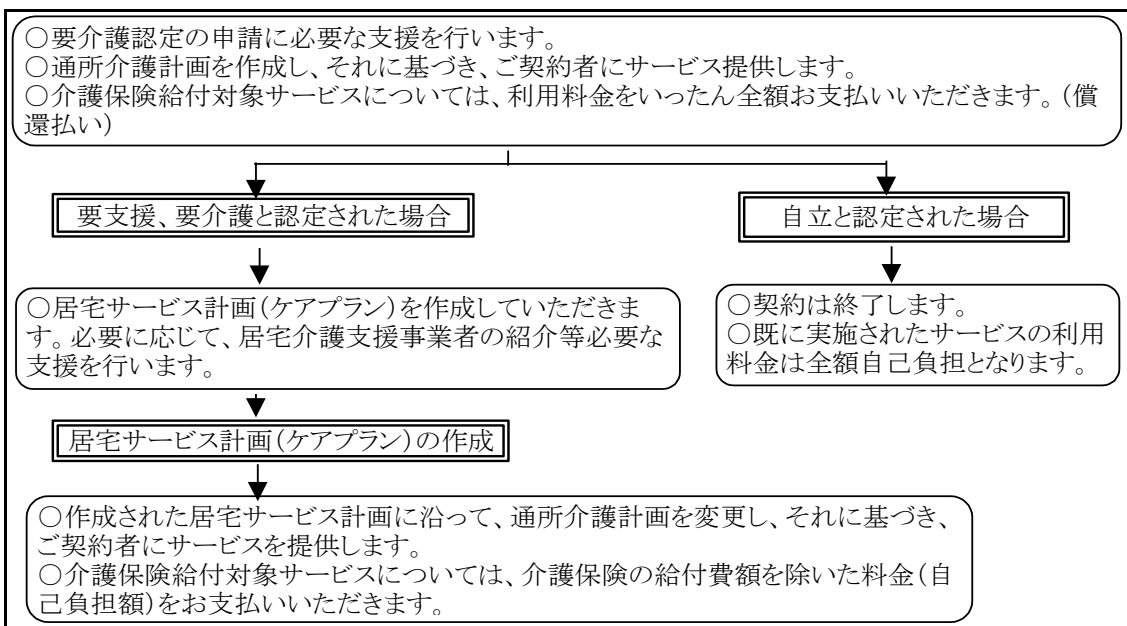 ○要介護認定の申請に必要な支援を行います。
○通所介護計画を作成し、それに基づき、ご契約者にサービス提供します。
○介護保険給付対象サービスについては、利用料金をいったん全額お支払いいただきます。(償
還払い)
要支援、要介護と認定された場合
自立と認定された場合
○居宅サービス計画(ケアプラン)を作成していただきま
す。必要に応じて、居宅介護支援事業者の紹介等必要な
支援を行います。
○契約は終了します。
○既に実施されたサービスの利用
料金は全額自己負担となります。
居宅サービス計画(ケアプラン)の作成
○作成された居宅サービス計画に沿って、通所介護計画を変更し、それに基づき、
ご契約者にサービスを提供します。
○介護保険給付対象サービスについては、介護保険の給付費額を除いた料金(自
己負担額)をお支払いいただきます。